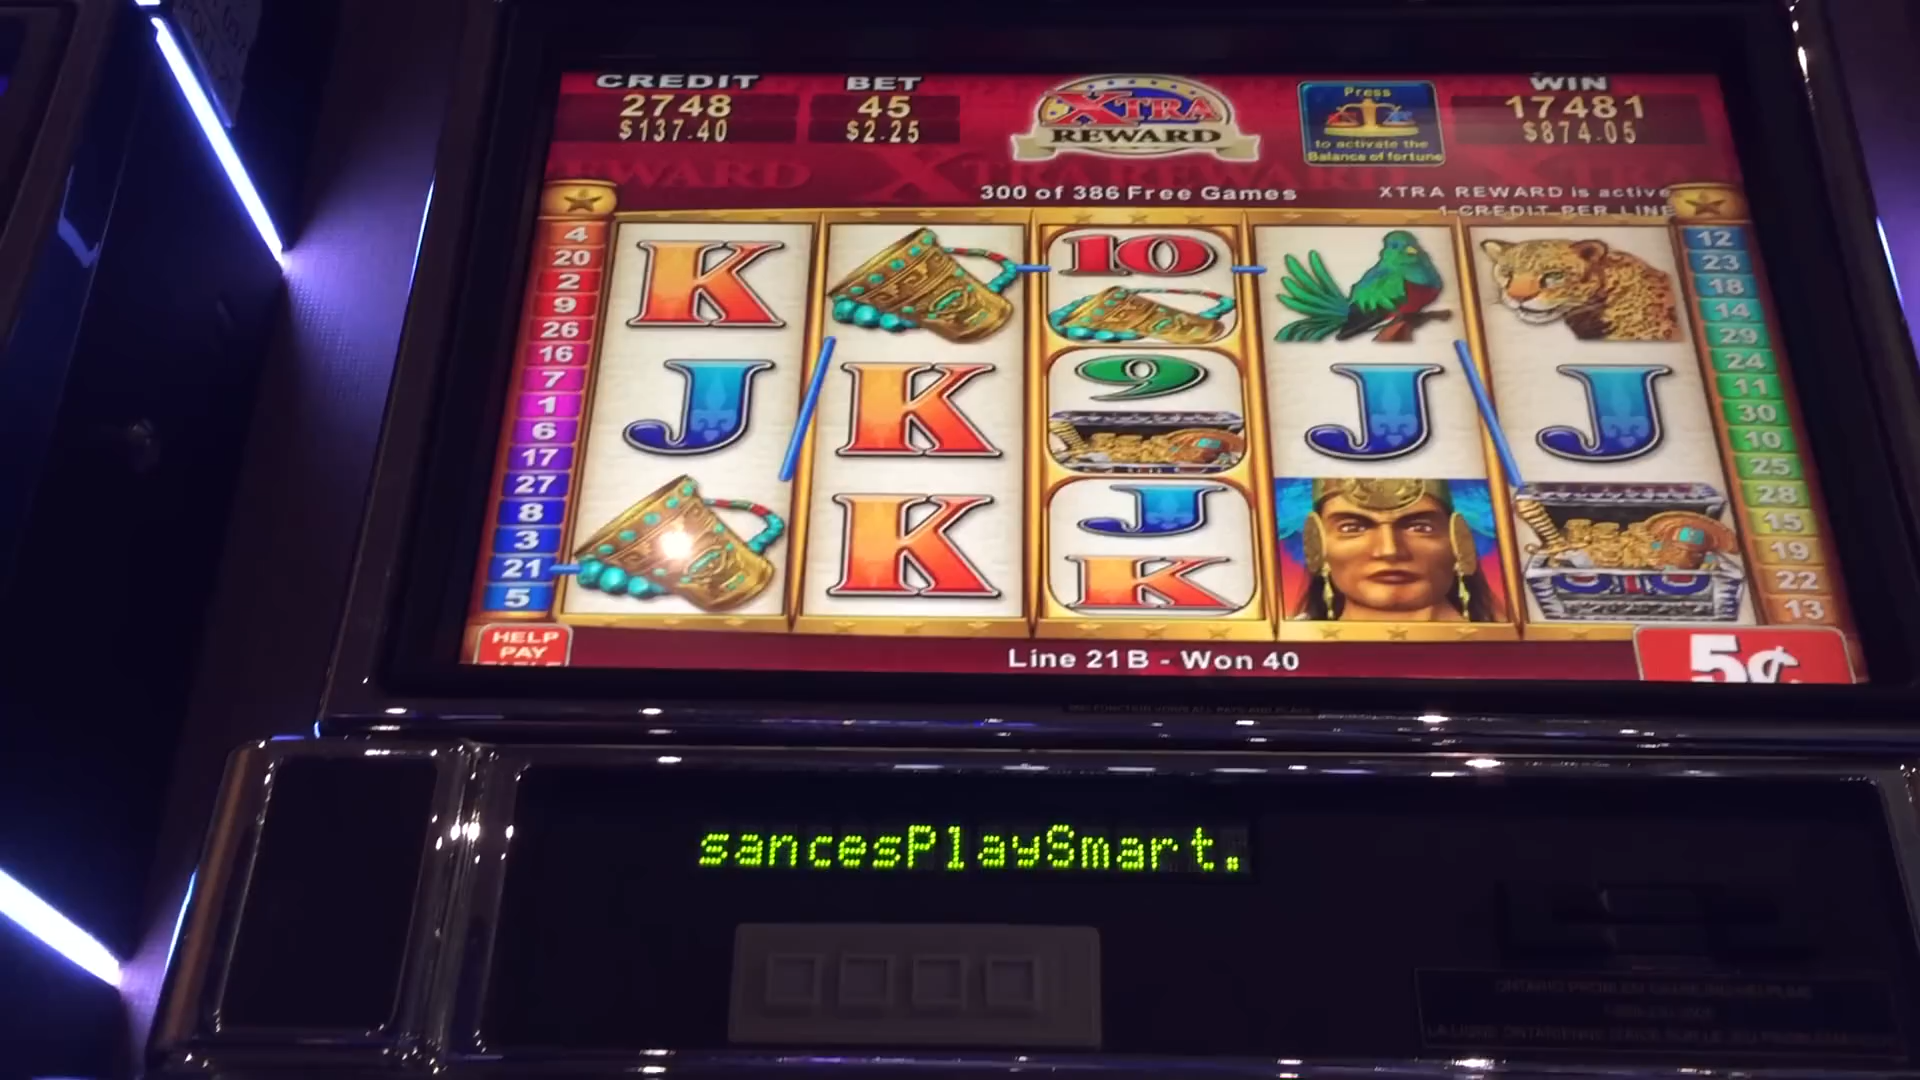 CREDIT
2748
$137.40
BET
45
$2.25
XTRA
REWARD
Press
to activate the
Balance of fortune
WIN
17481
$874.05
300 of 386 Free Games
XTRA REWARD is active
1 CREDIT PER LINE
4
20
2
9
26
16
7
1
6
17
27
8
3
21
5
K
J
K
K
10
9
J
K
J
J
12
23
18
14
29
24
11
30
10
25
28
15
19
22
13
HELP
PAY
Line 21B - Won 40
5¢
sancesPlaySmart.